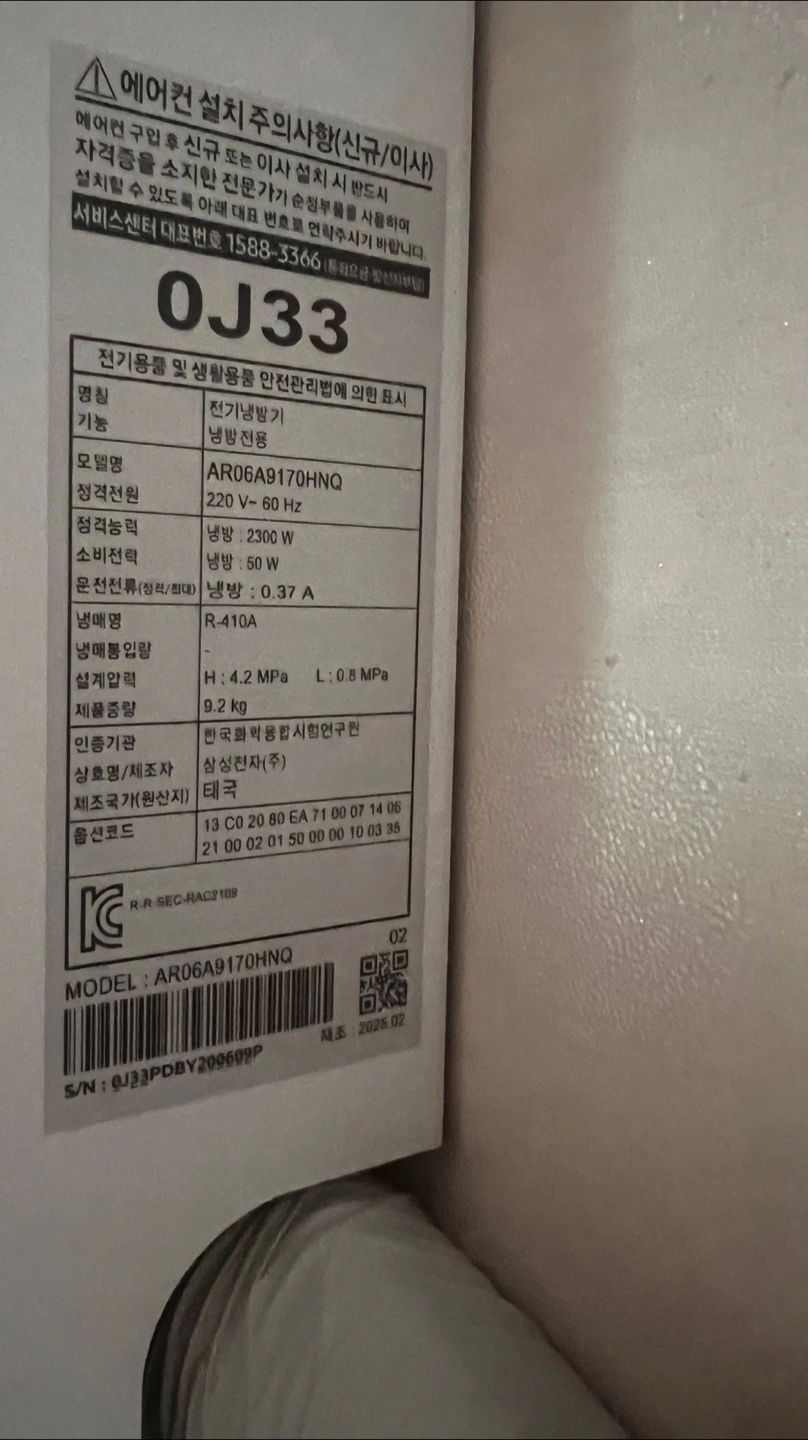 에어컨 설치 주의사항(신규/이사)
에어컨 구입 후 신규 또는 이사 설치 시 반드시
자격증을 소지한 전문가가 순정부품을 사용하여
설치할 수 있도록 아래 대표 번호로 연락주시기 바랍니다.
서비스센터 대표번호 1588-3366
0J33
전기용품 및 생활용품 안전관리법에 의한 표시
명칭 전기냉방기
기능 냉방전용
모델명 AR06A9170HNQ
정격전원 220 V~ 60 Hz
정격능력 냉방 : 2300 W
소비전력 냉방 : 50 W
운전전류(정격/최대) 냉방 : 0.37 A
냉매명 R-410A
냉매봉입량 -
설계압력 H : 4.2 MPa L : 0.8 MPa
제품중량 9.2 kg
인증기관 한국화학융합시험연구원
상호명/제조자 삼성전자(주)
제조국가(원산지) 태국
옵션코드 13 C0 20 80 EA 71 00 07 14 06
21 00 02 01 50 00 00 10 03 35
R-R-SEC-RAC2109
02
MODEL : AR06A9170HNQ
제조 :
S/N : 0J33PDBY200609P